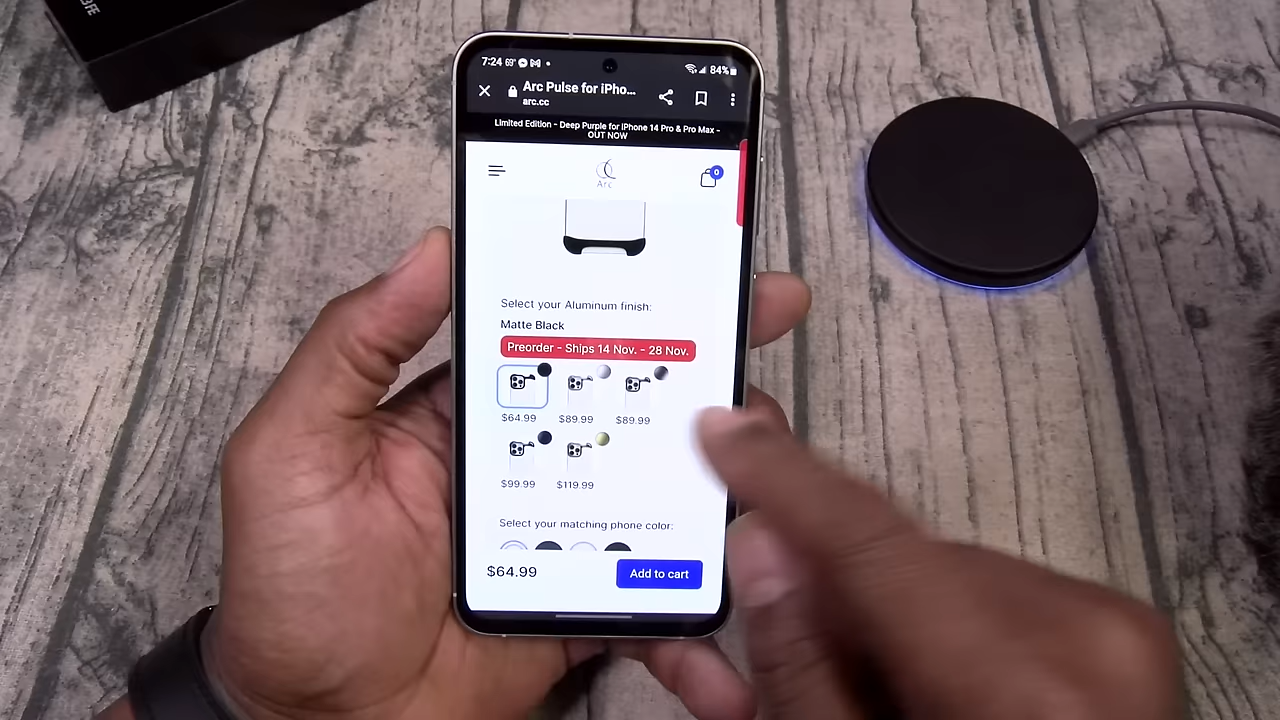 3FE
7:24 69°
84%
Arc Pulse for iPho...
arc.cc
Limited Edition - Deep Purple for iPhone 14 Pro & Pro Max -
OUT NOW
Arc
0
Select your Aluminum finish:
Matte Black
Preorder - Ships 14 Nov. - 28 Nov.
$64.99 $89.99 $89.99
$99.99 $119.99
Select your matching phone color:
$64.99 Add to cart